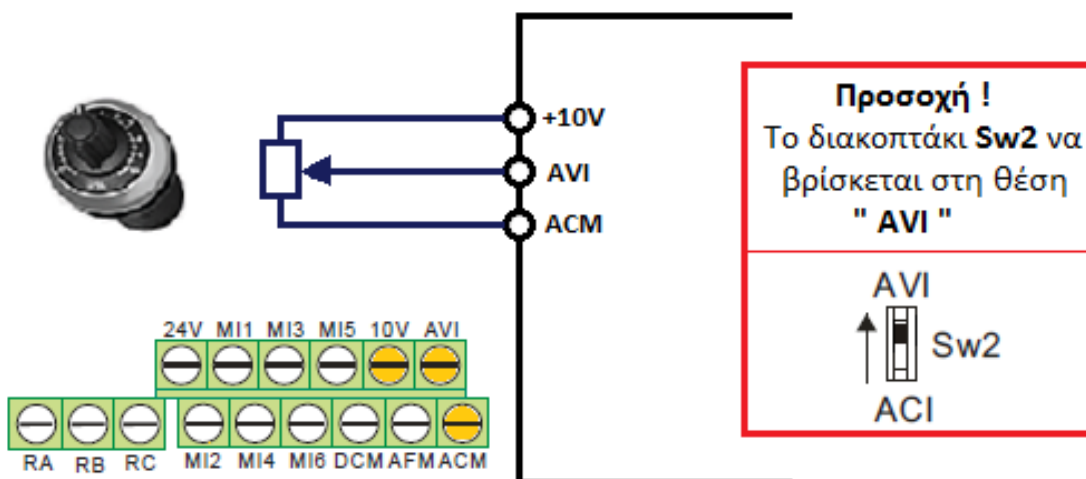 +10V
AVI
ACM
Προσοχή !
Το διακοπτάκι Sw2 να
βρίσκεται στη θέση
" AVI "
AVI
Sw2
ACI
24V MI1 MI3 MI5 10V AVI
RA RB RC MI2 MI4 MI6 DCM AFM ACM